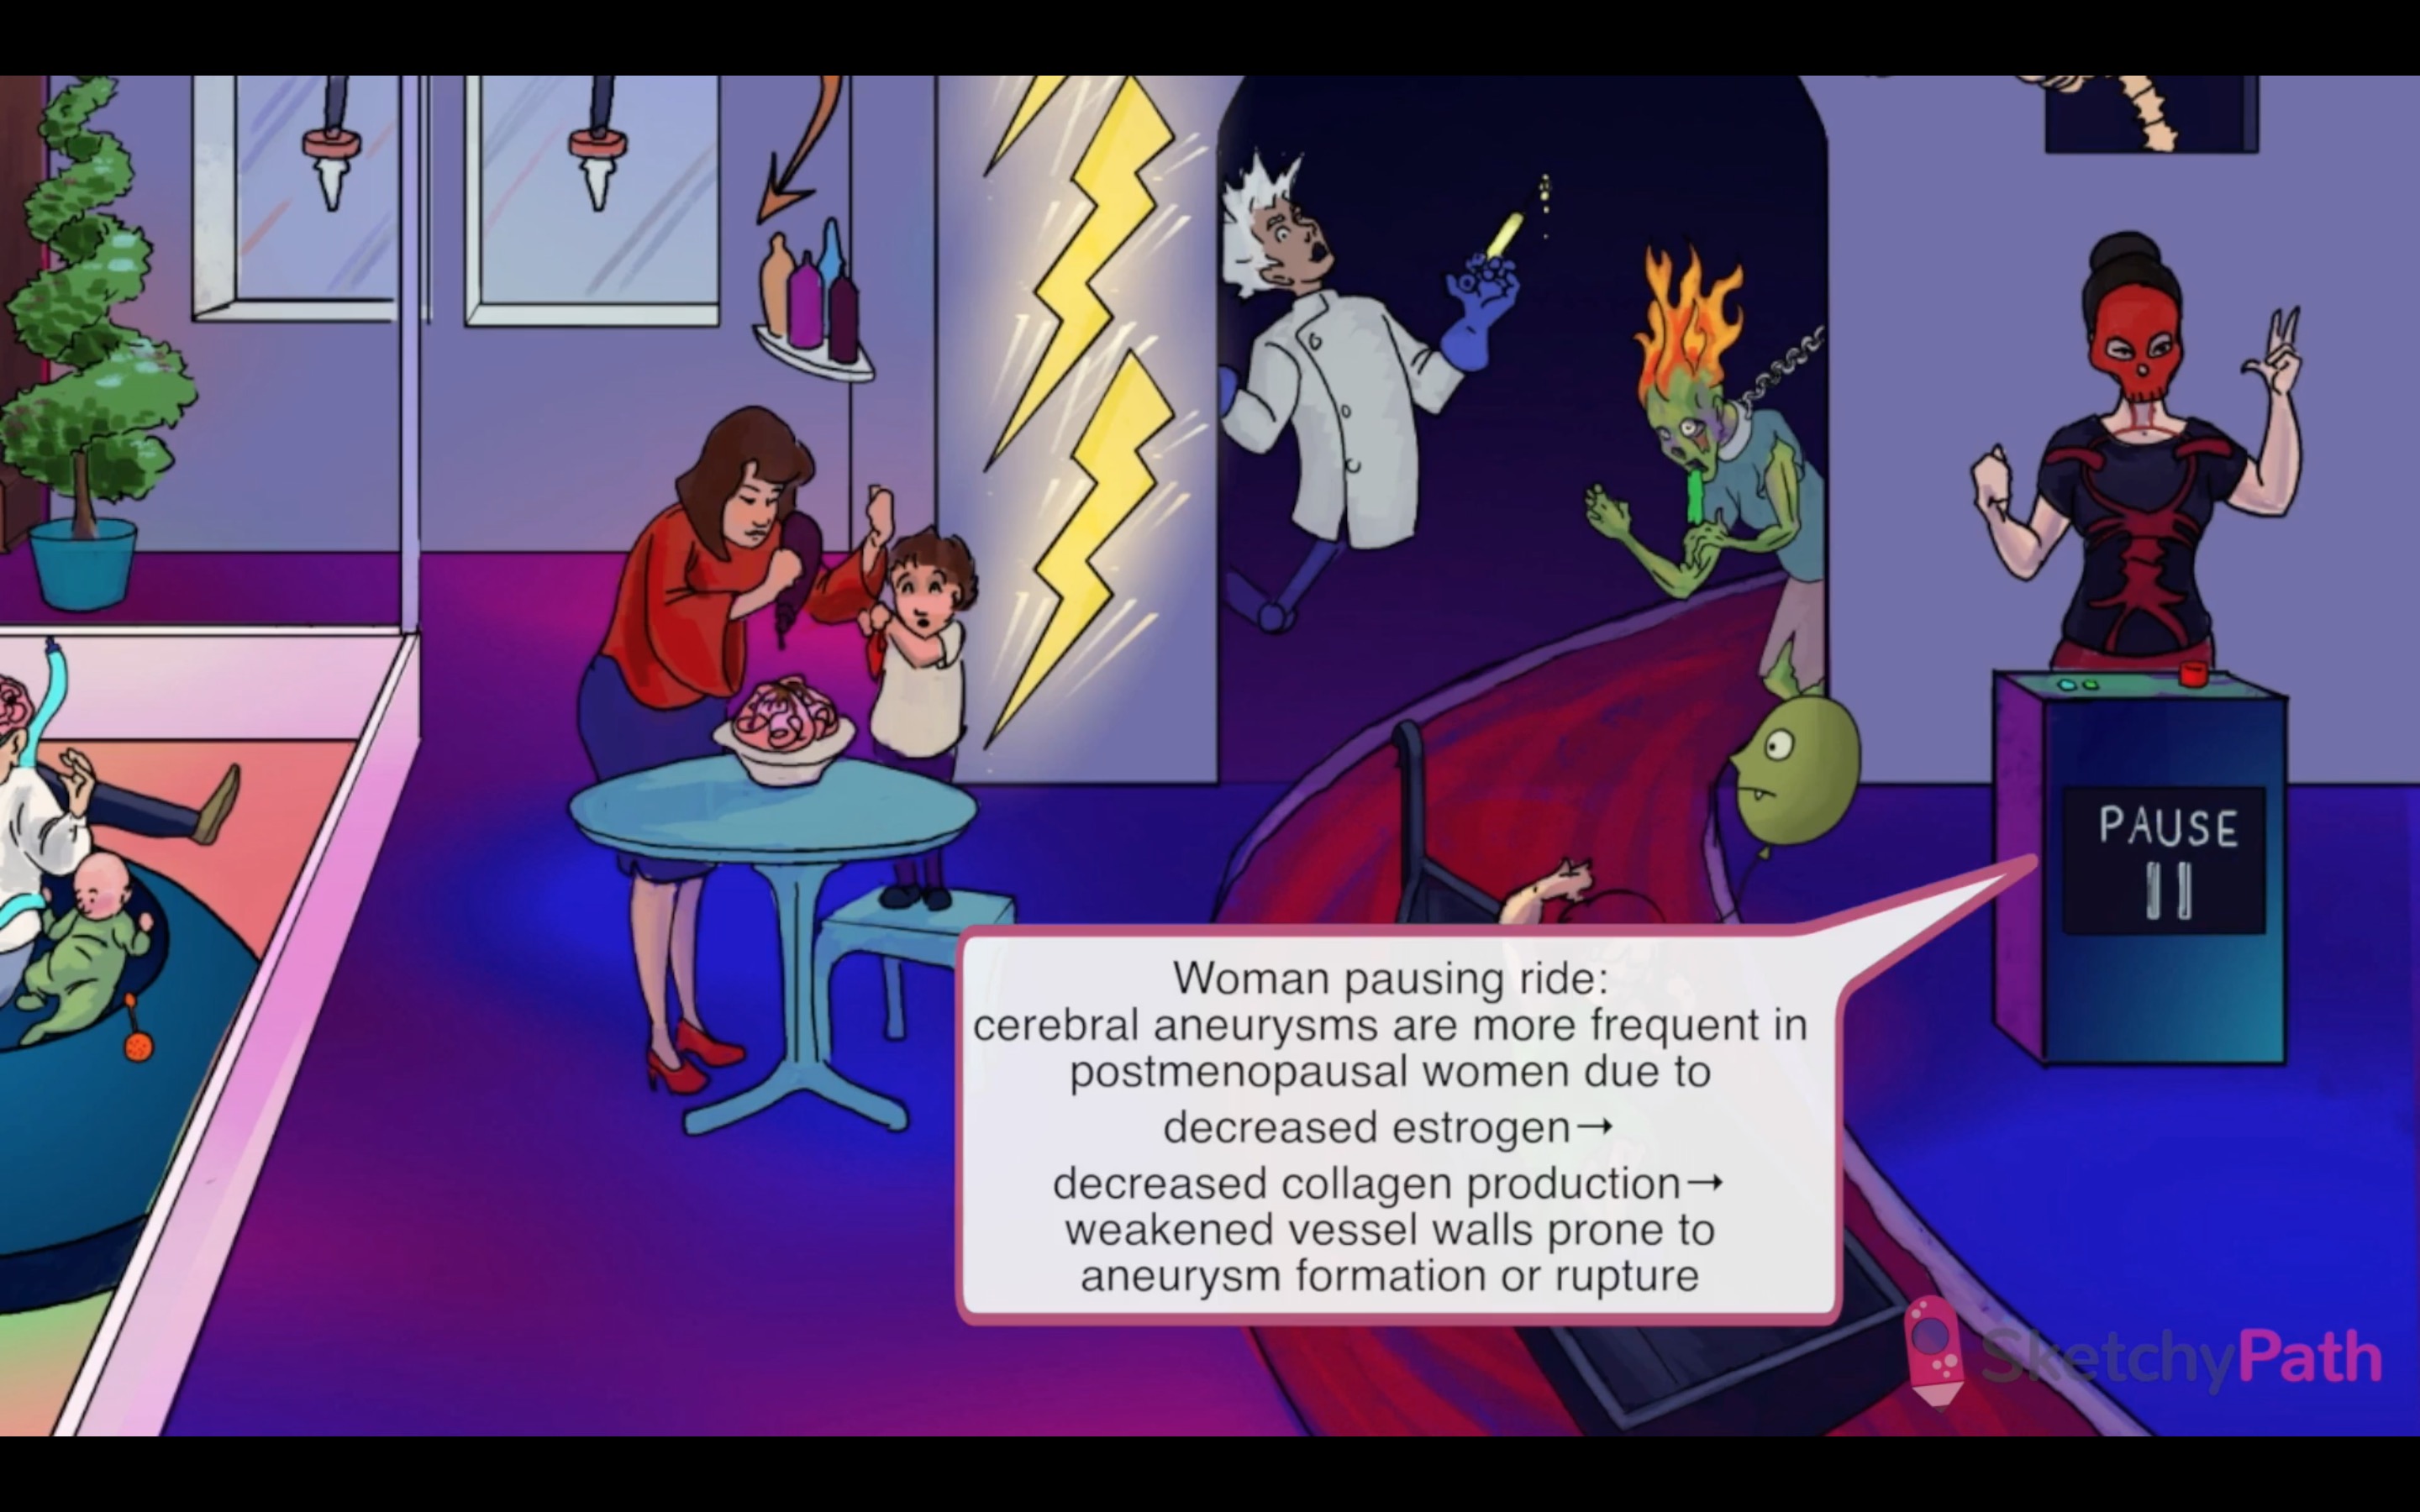 PAUSE
Woman pausing ride:
cerebral aneurysms are more frequent in
postmenopausal women due to
decreased estrogen→
decreased collagen production→
weakened vessel walls prone to
aneurysm formation or rupture
SketchyPath